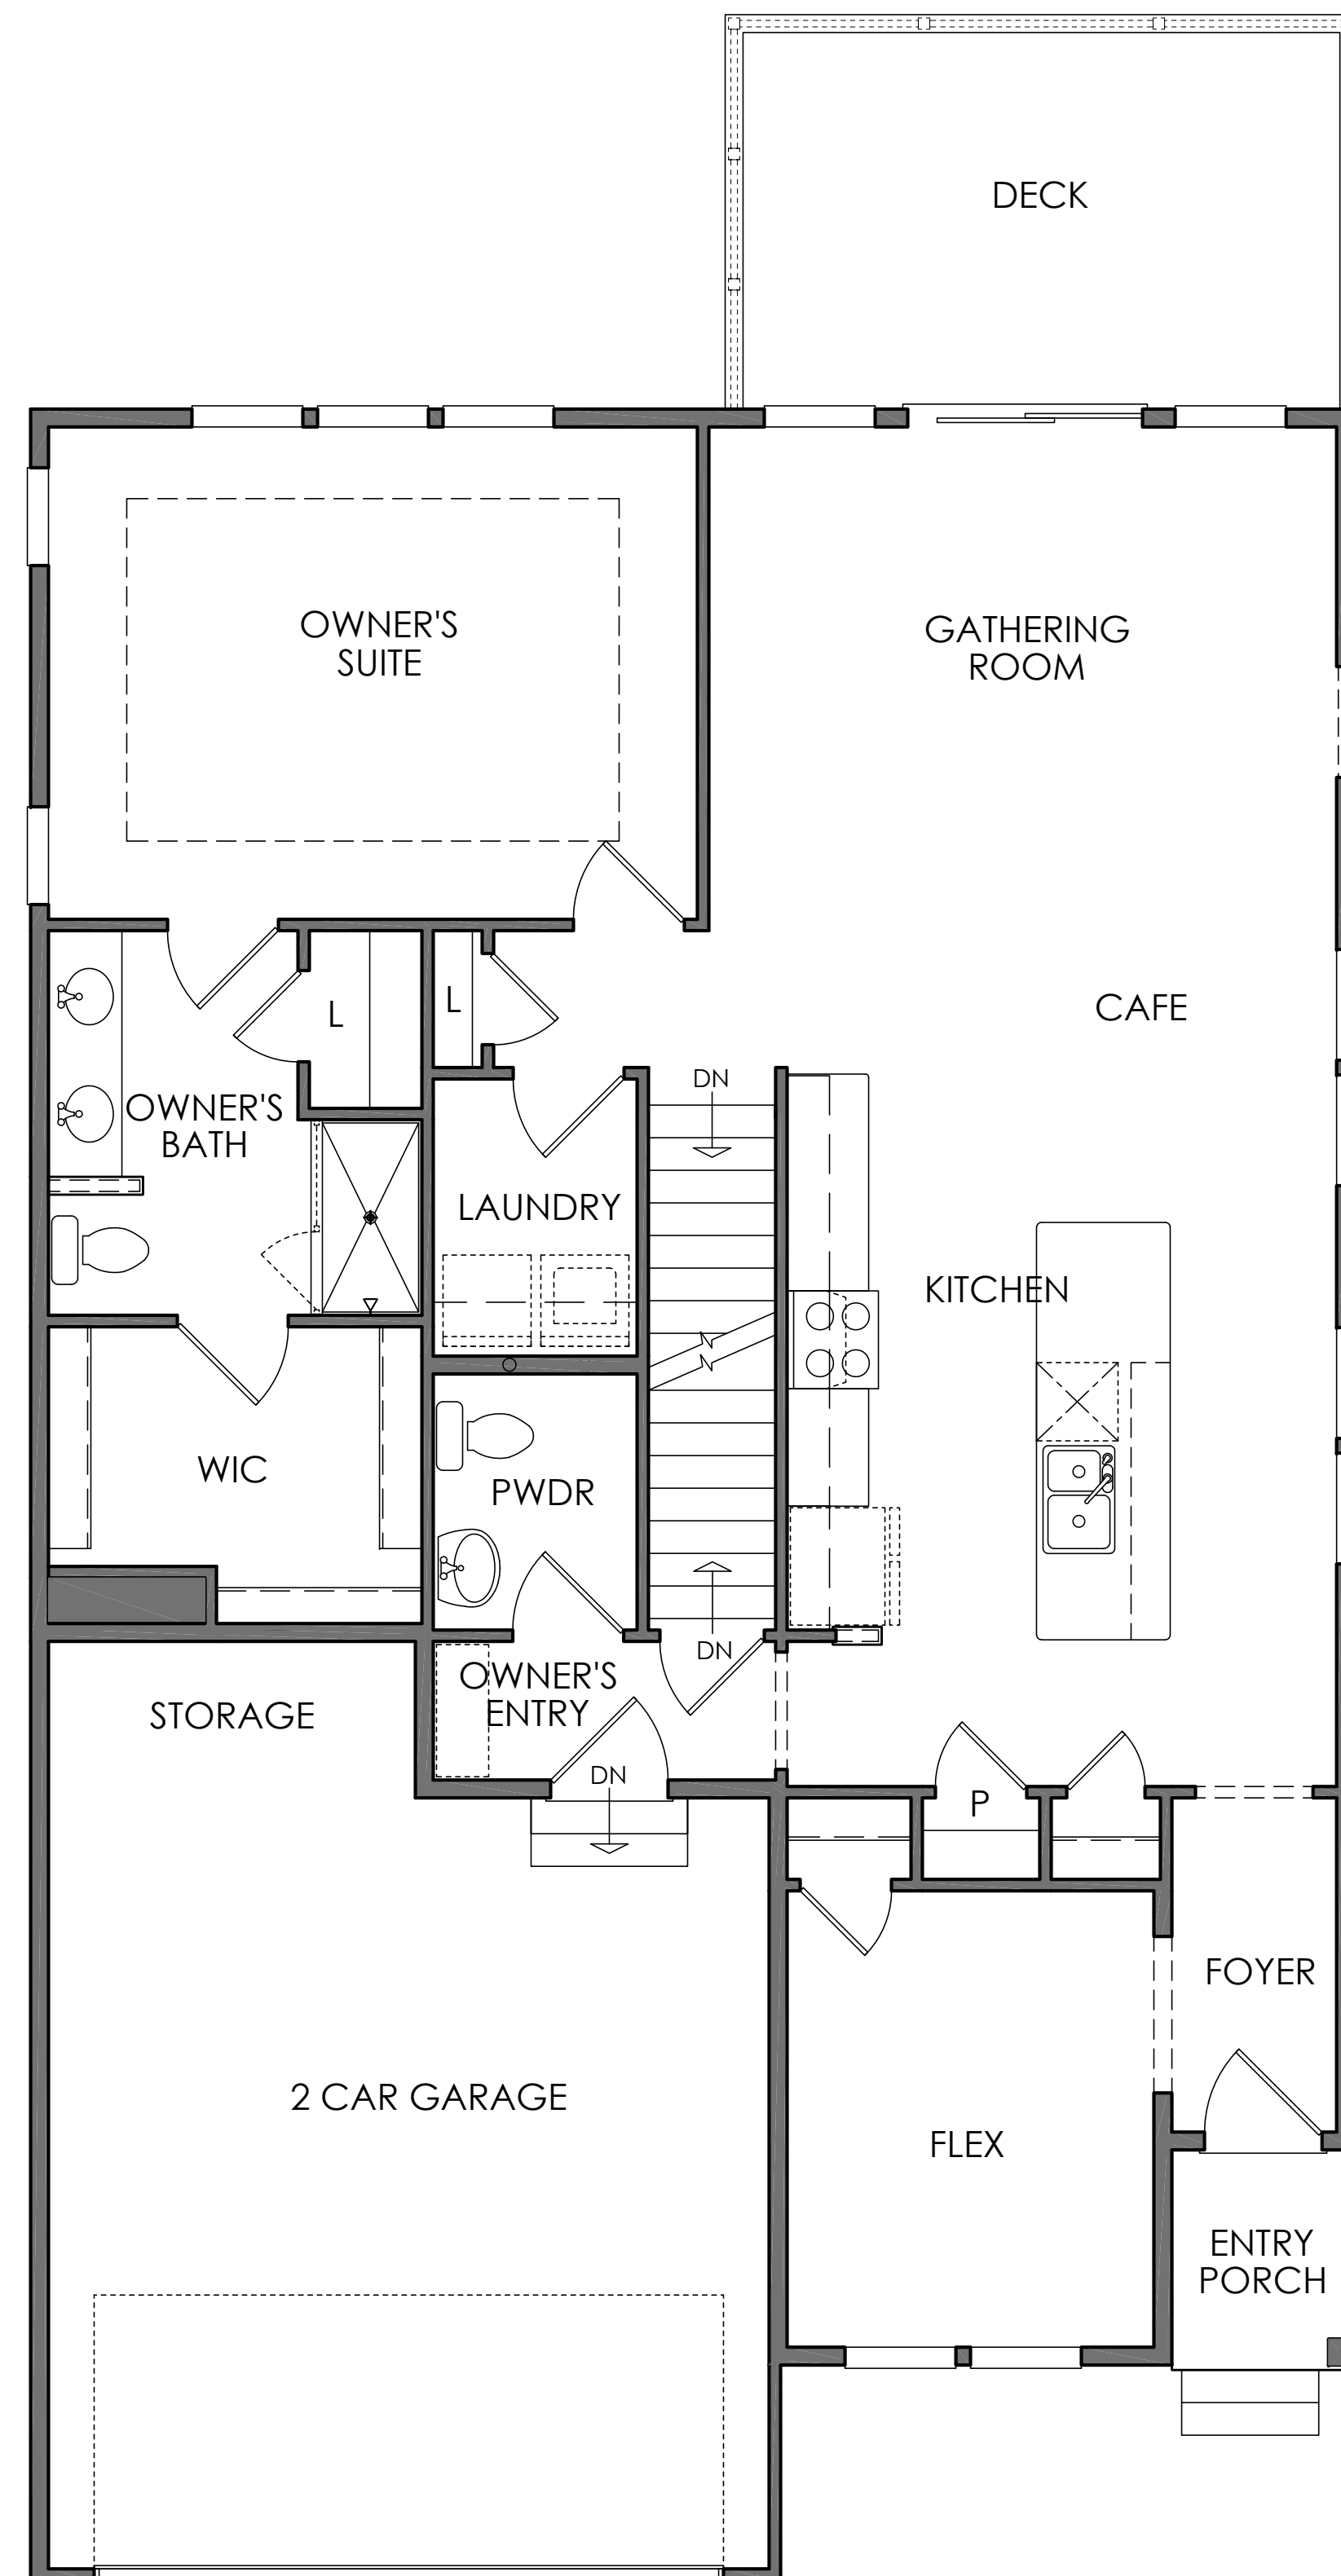 DECK
OWNER'S
SUITE
GATHERING
ROOM
L
L
CAFE
DN
OWNER'S
BATH
LAUNDRY
KITCHEN
WIC
PWDR
DN
OWNER'S
ENTRY
STORAGE
DN
P
FOYER
2 CAR GARAGE
FLEX
ENTRY
PORCH